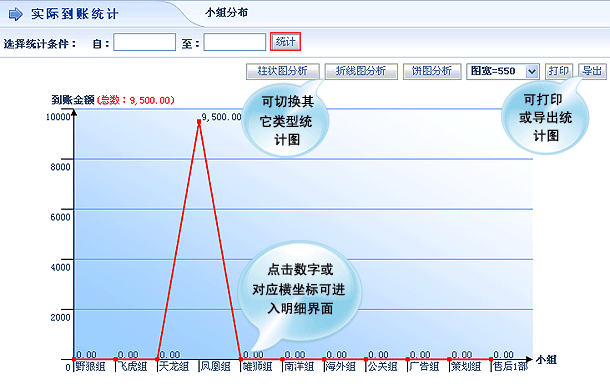 实际到账统计 小组分布
选择统计条件： 自： 至： 统计
柱状图分析 折线图分析 饼图分析 图宽=550 打印 导出
到账金额(总数：9,500.00)
可切换其
它类型统
计图
可打印
或导出统
计图
10000
9,500.00
8000
6000
4000
点击数字或
对应横坐标可进
入明细界面
2000
0.00 0.00 0.00 0.00 0.00 0.00 0.00 0.00 0.00 0.00
小组
0 野狼组 飞虎组 天龙组 凤凰组 雄狮组 南洋组 海外组 公关组 广告组 策划组 售后1部